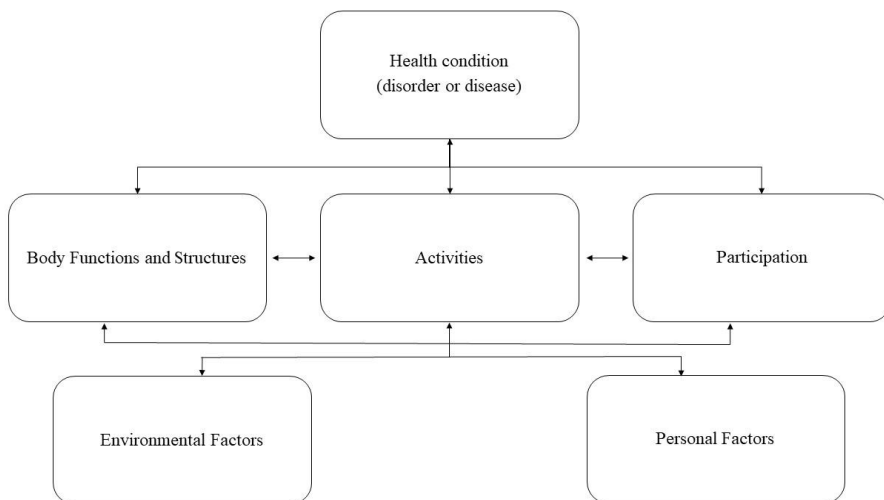 Health condition
(disorder or disease)
Body Functions and Structures
Activities
Participation
Environmental Factors
Personal Factors